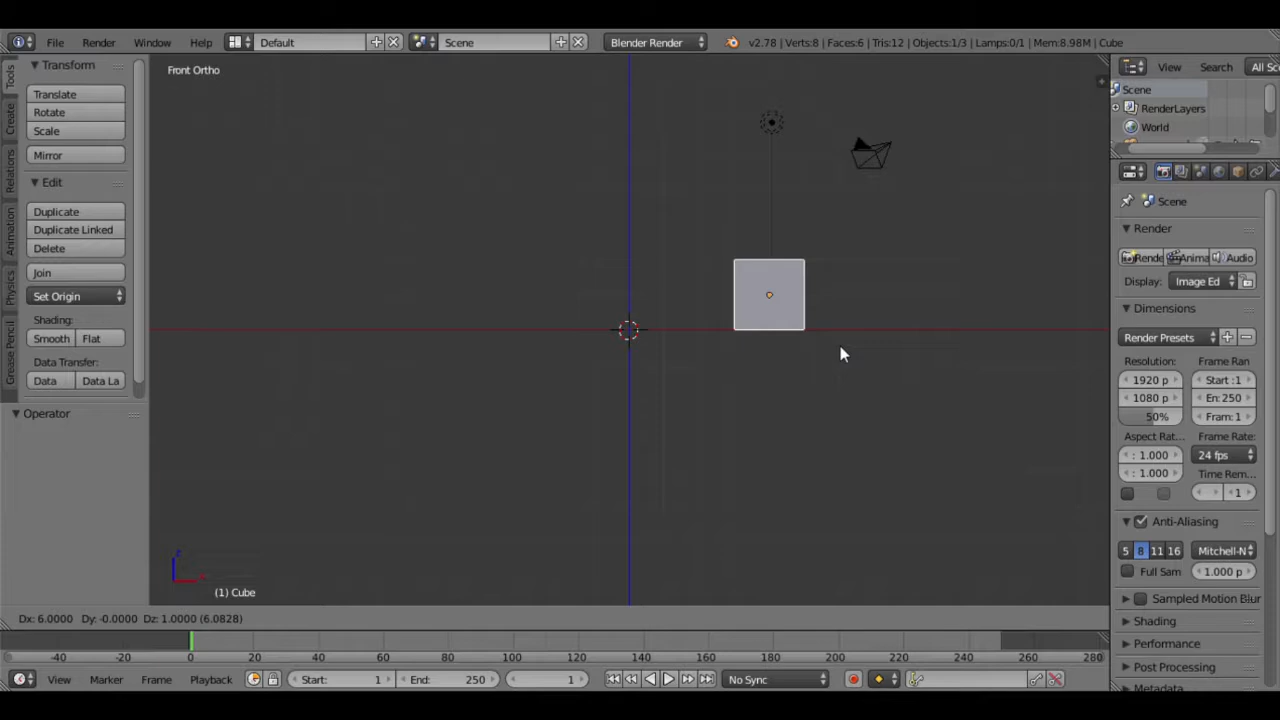 File Render Window Help Default Scene Blender Render v2.78 | Verts:8 | Faces:6 | Tris:12 | Objects:1/3 | Lamps:0/1 | Mem:8.98M | Cube
Tools
Create
Relations
Animation
Physics
Grease Pencil
Transform
Translate
Rotate
Scale
Mirror
Edit
Duplicate
Duplicate Linked
Delete
Join
Set Origin
Shading:
Smooth Flat
Data Transfer:
Data Data La
Operator
Front Ortho
z
(1) Cube
Dx: 6.0000 Dy: -0.0000 Dz: 1.0000 (6.0828)
View Search All Sc
Scene
RenderLayers
World
Scene
Render
Rende Anima Audio
Display: Image Ed
Dimensions
Render Presets
Resolution: Frame Ran
1920 p Start :1
1080 p En: 250
50% Fram: 1
Aspect Rat... Frame Rate:
: 1.000 24 fps
: 1.000 Time Rem...
1
Anti-Aliasing
5 8 11 16 Mitchell-N
Full Sam 1.000 p
Sampled Motion Blur
Shading
Performance
Post Processing
Metadata
-40 -20 0 20 40 60 80 100 120 140 160 180 200 220 240 260 280
View Marker Frame Playback Start: 1 End: 250 1 No Sync